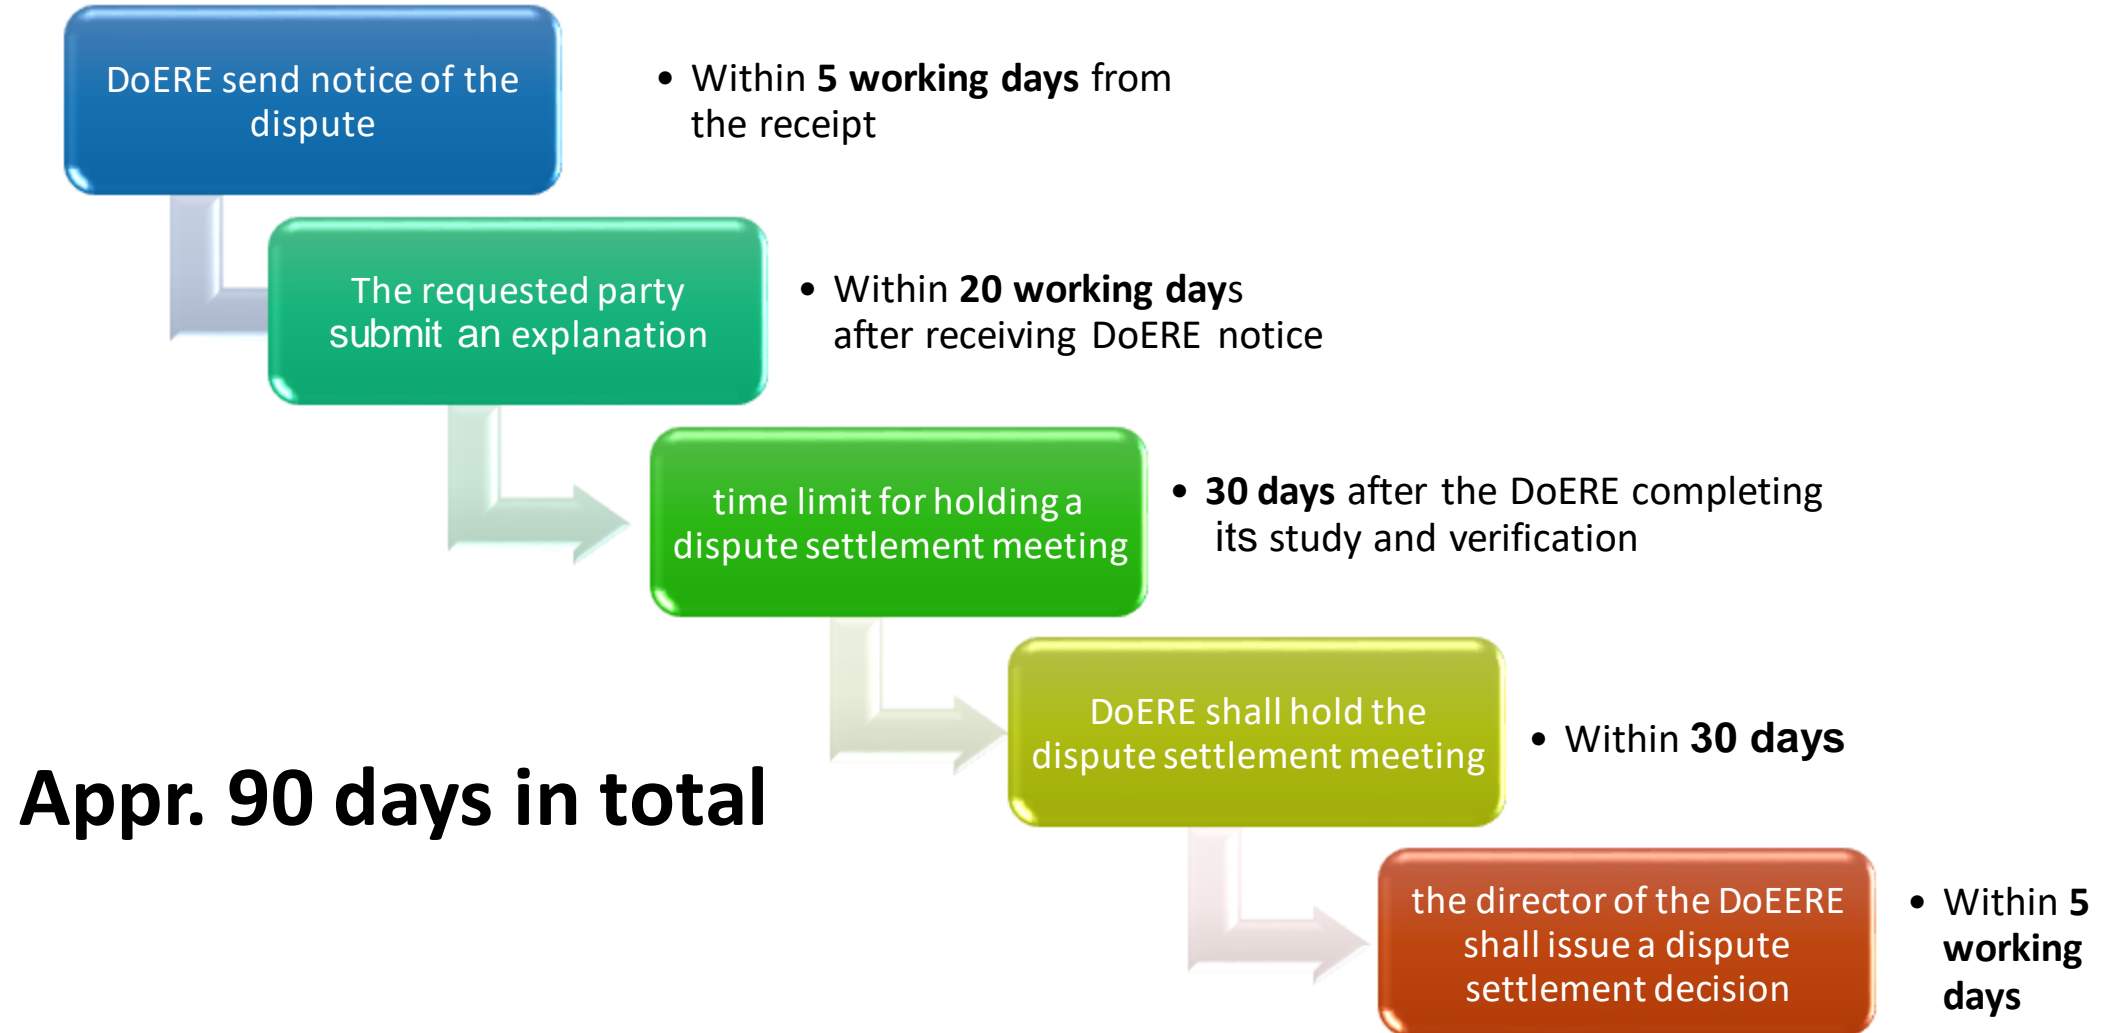 DoERE send notice of the
dispute
• Within 5 working days from
the receipt
The requested party
submit an explanation
• Within 20 working days
after receiving DoERE notice
time limit for holding a
dispute settlement meeting
• 30 days after the DoERE completing
its study and verification
DoERE shall hold the
dispute settlement meeting
• Within 30 days
Appr. 90 days in total
the director of the DoEERE
shall issue a dispute
settlement decision
• Within 5
working
days